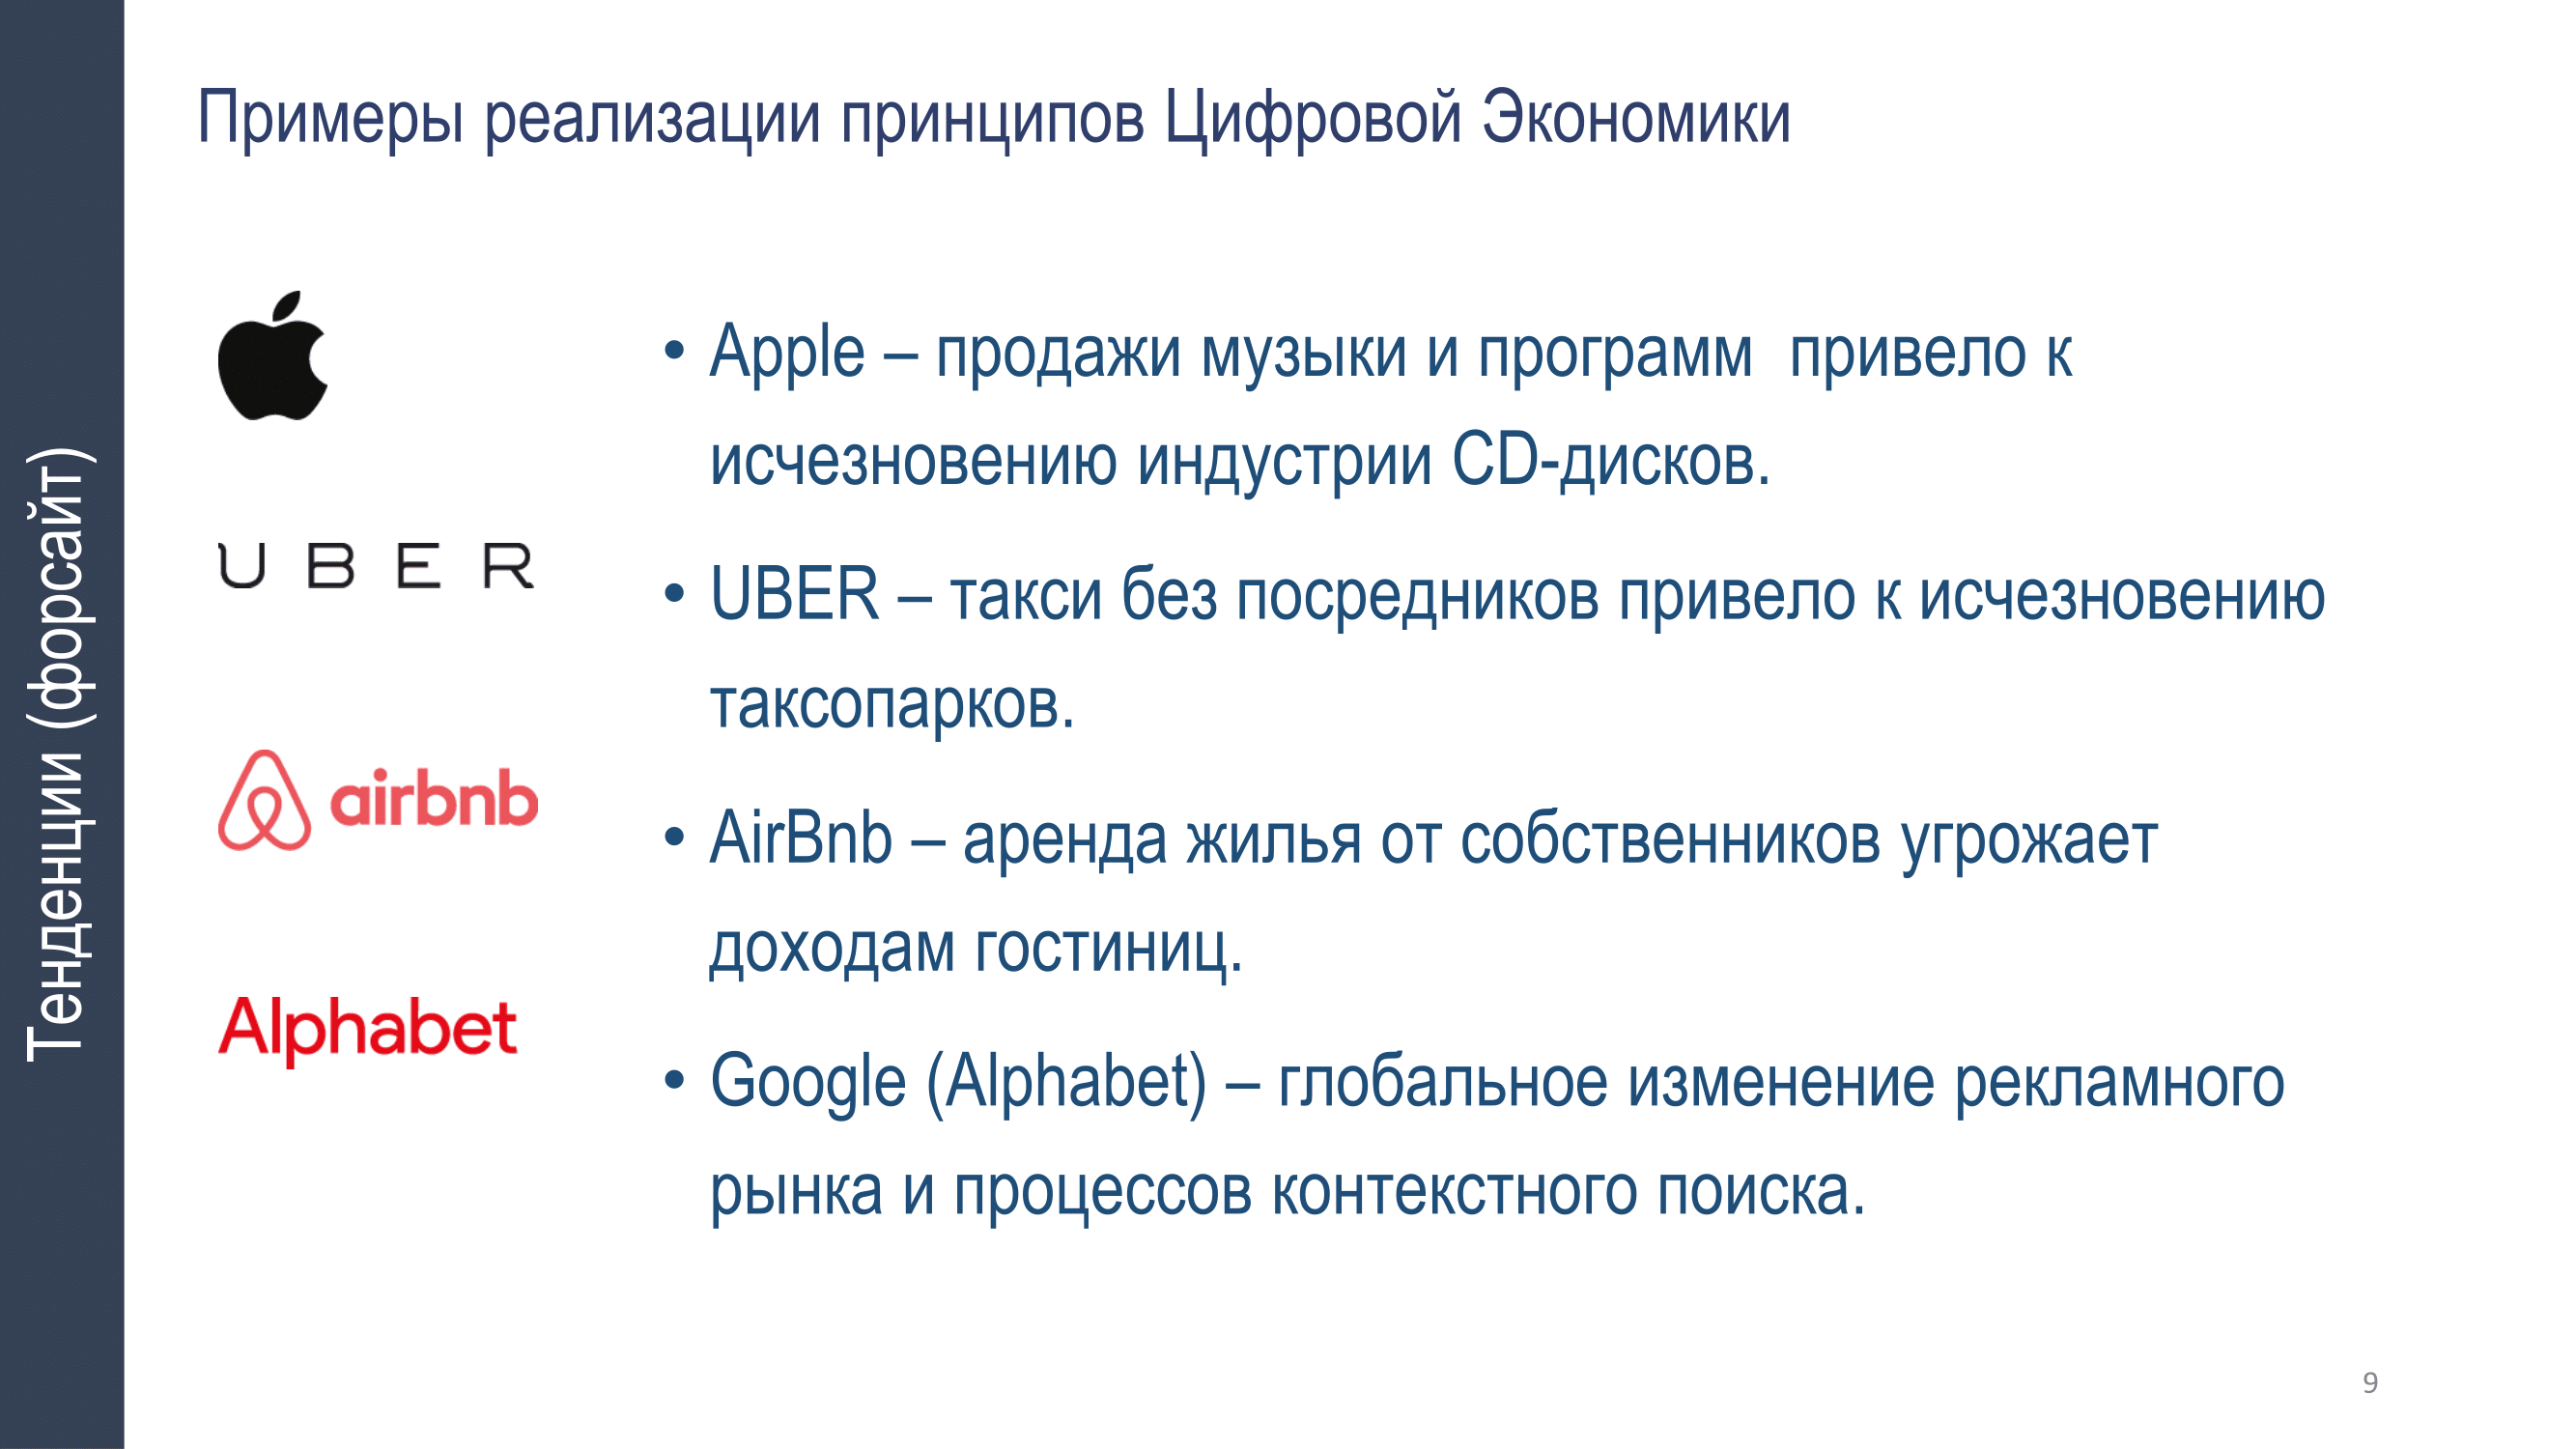 Примеры реализации принципов Цифровой Экономики
Тенденции (форсайт)
UBER
airbnb
Alphabet
• Apple – продажи музыки и программ  привело к
исчезновению индустрии CD-дисков.
• UBER – такси без посредников привело к исчезновению
таксопарков.
• AirBnb – аренда жилья от собственников угрожает
доходам гостиниц.
• Google (Alphabet) – глобальное изменение рекламного
рынка и процессов контекстного поиска.
9